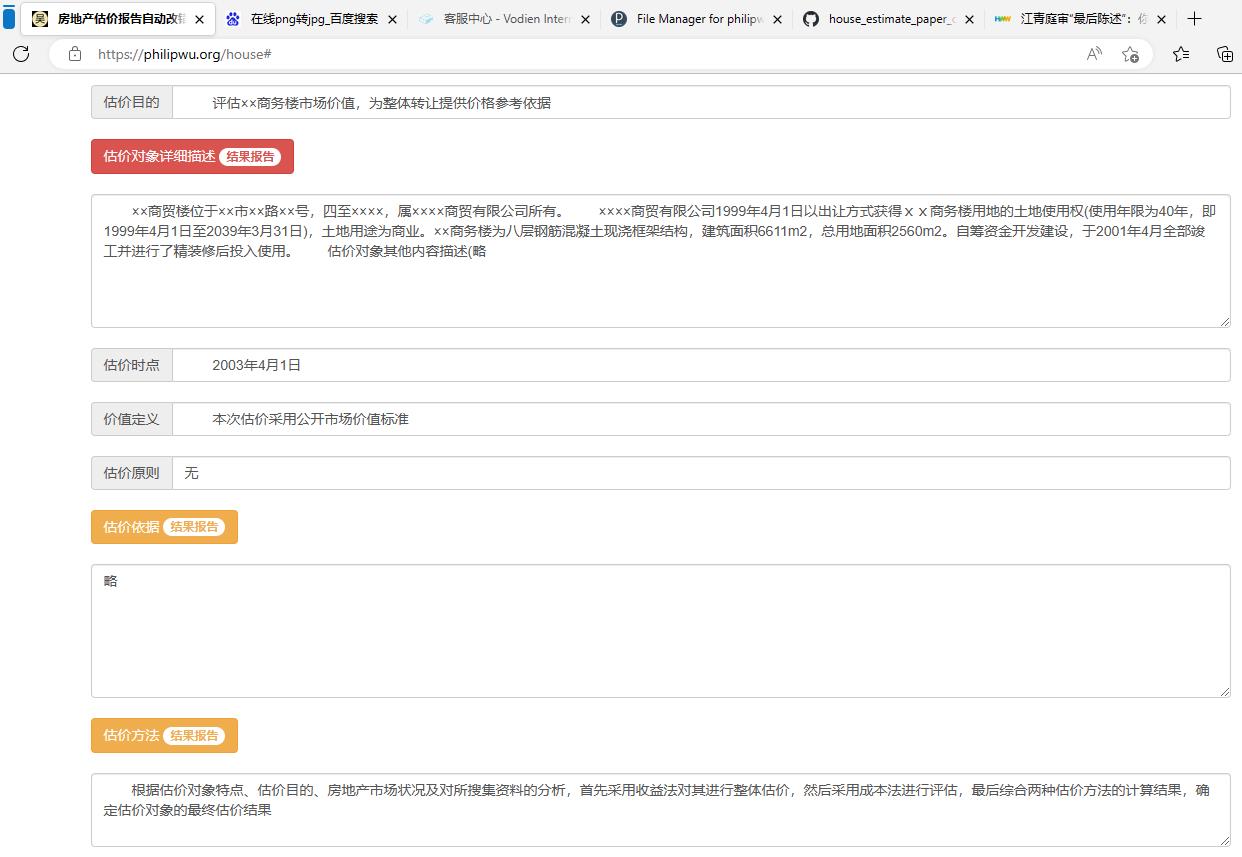 房地产估价报告自动改错
在线png转jpg_百度搜索
客服中心 - Vodien Intern
File Manager for philipw
house_estimate_paper_c
江青庭审“最后陈述”：你
https://philipwu.org/house#
估价目的
评估××商务楼市场价值，为整体转让提供价格参考依据
估价对象详细描述 结果报告
××商贸楼位于××市××路××号，四至××××，属××××商贸有限公司所有。 ××××商贸有限公司1999年4月1日以出让方式获得ｘｘ商务楼用地的土地使用权(使用年限为40年，即
1999年4月1日至2039年3月31日)，土地用途为商业。××商务楼为八层钢筋混凝土现浇框架结构，建筑面积6611m2，总用地面积2560m2。自筹资金开发建设，于2001年4月全部竣
工并进行了精装修后投入使用。 估价对象其他内容描述(略
估价时点
2003年4月1日
价值定义
本次估价采用公开市场价值标准
估价原则
无
估价依据 结果报告
略
估价方法 结果报告
根据估价对象特点、估价目的、房地产市场状况及对所搜集资料的分析，首先采用收益法对其进行整体估价，然后采用成本法进行评估，最后综合两种估价方法的计算结果，确
定估价对象的最终估价结果